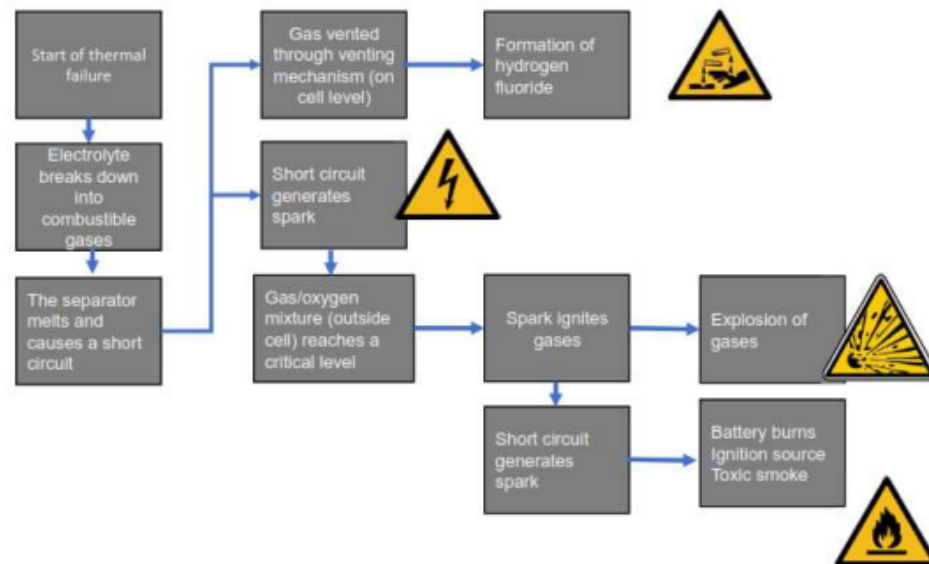 Start of thermal
failure
Electrolyte
breaks down
into
combustible
gases
The separator
melts and
causes a short
circuit
Gas vented
through venting
mechanism (on
cell level)
Formation of
hydrogen
fluoride
Short circuit
generates
spark
Gas/oxygen
mixture (outside
cell) reaches a
critical level
Spark ignites
gases
Explosion of
gases
Short circuit
generates
spark
Battery burns
Ignition source
Toxic smoke